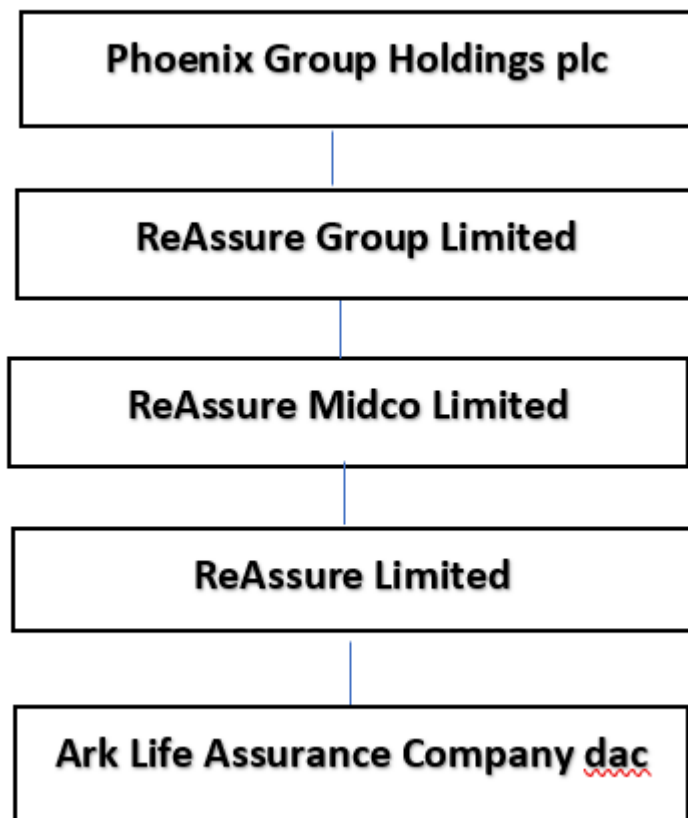 Phoenix Group Holdings plc
ReAssure Group Limited
ReAssure Midco Limited
ReAssure Limited
Ark Life Assurance Company dac